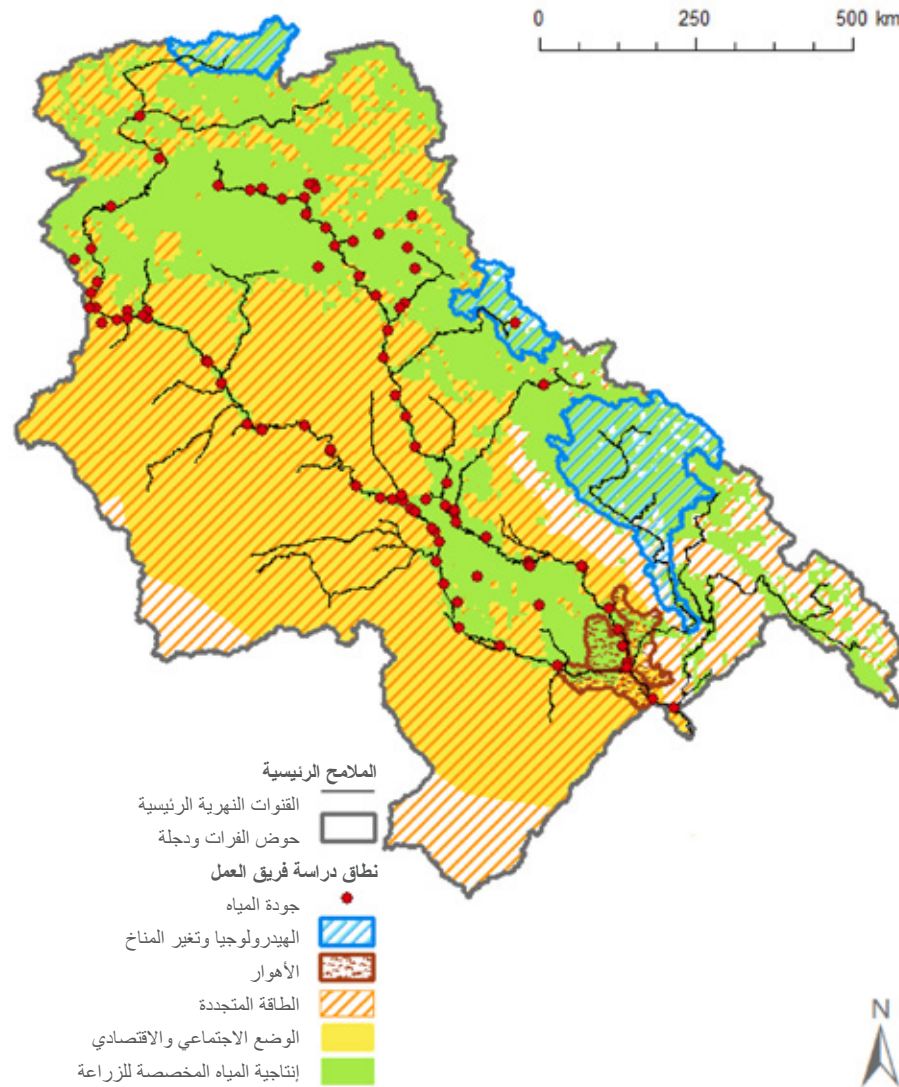 0 250 500 km
الملامح الرئيسية
القنوات النهرية الرئيسية
حوض الفرات ودجلة
نطاق دراسة فريق العمل
جودة المياه
الهيدرولوجيا وتغير المناخ
الأهوار
الطاقة المتجددة
الوضع الاجتماعي والاقتصادي
إنتاجية المياه المخصصة للزراعة
N